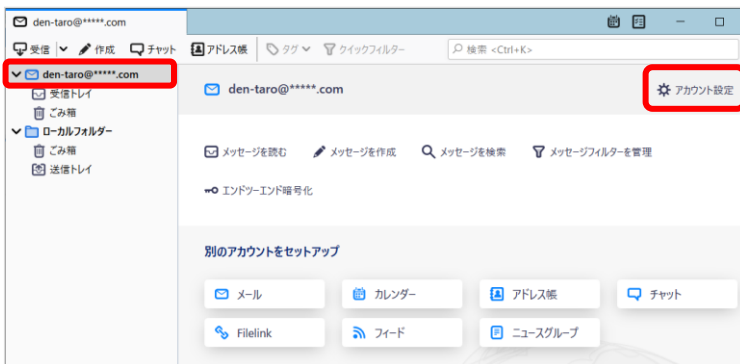 den-taro@*****.com
受信 作成 チャット アドレス帳 タグ クイックフィルター 検索 <Ctrl+K>
den-taro@*****.com
受信トレイ
ごみ箱
ローカルフォルダー
ごみ箱
送信トレイ
den-taro@*****.com アカウント設定
メッセージを読む メッセージを作成 メッセージを検索 メッセージフィルターを管理
エンドツーエンド暗号化
別のアカウントをセットアップ
メール カレンダー アドレス帳 チャット
Filelink フィード ニュースグループ